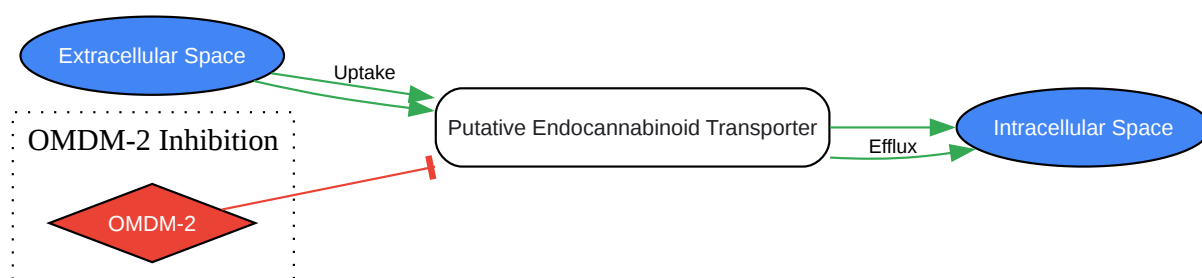 Extracellular Space
Uptake
Putative Endocannabinoid Transporter
Intracellular Space
Efflux
OMDM-2 Inhibition
OMDM-2